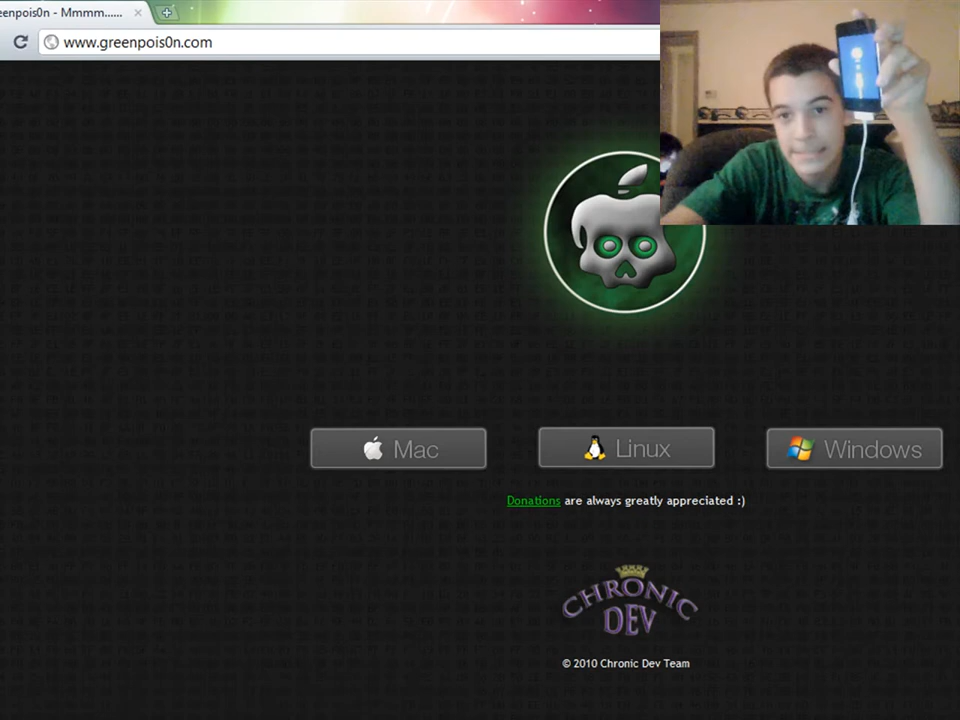 eenpois0n - Mmmm......
www.greenpois0n.com
Mac
Linux
Windows
Donations are always greatly appreciated :)
CHRONIC
DEV
© 2010 Chronic Dev Team